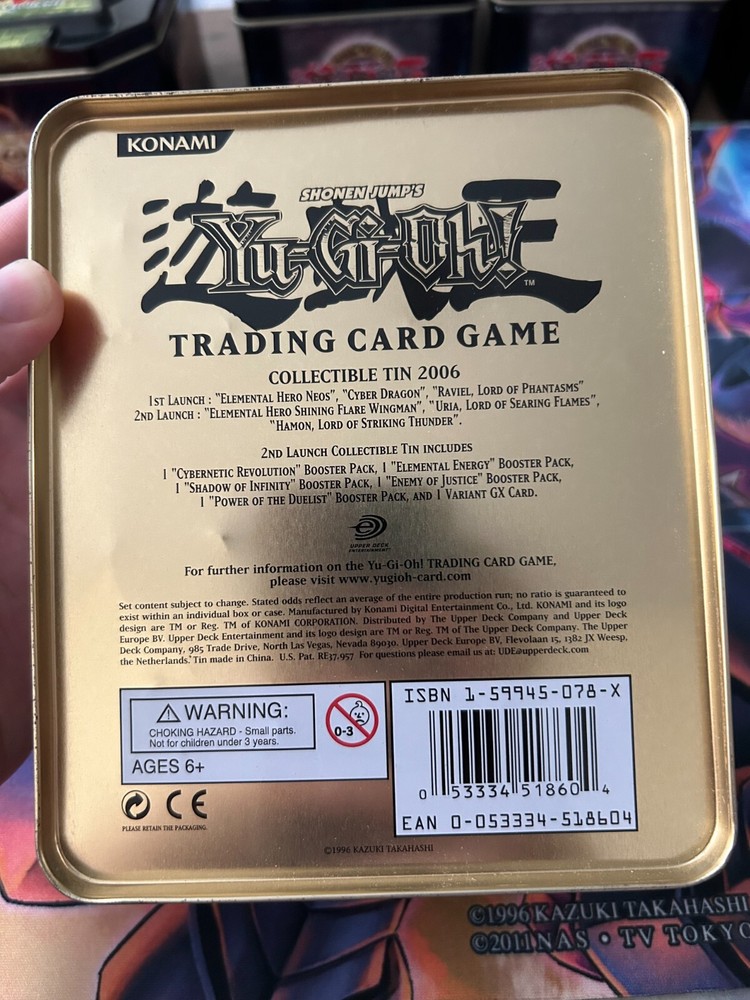 KONAMI
SHONEN JUMP'S
遊戯王
Yu-Gi-Oh!
TM
TRADING CARD GAME
COLLECTIBLE TIN 2006
1ST LAUNCH : "ELEMENTAL HERO NEOS", "CYBER DRAGON", "RAVIEL, LORD OF PHANTASMS"
2ND LAUNCH : "ELEMENTAL HERO SHINING FLARE WINGMAN", "URIA, LORD OF SEARING FLAMES",
"HAMON, LORD OF STRIKING THUNDER".
2ND LAUNCH COLLECTIBLE TIN INCLUDES
1 "CYBERNETIC REVOLUTION" BOOSTER PACK, 1 "ELEMENTAL ENERGY" BOOSTER PACK,
1 "SHADOW OF INFINITY" BOOSTER PACK, 1 "ENEMY OF JUSTICE" BOOSTER PACK,
1 "POWER OF THE DUELIST" BOOSTER PACK, AND 1 VARIANT GX CARD.
UPPER DECK
ENTERTAINMENT
For further information on the Yu-Gi-Oh! TRADING CARD GAME,
please visit www.yugioh-card.com
Set content subject to change. Stated odds reflect an average of the entire production run; no ratio is guaranteed to
exist within an individual box or case. Manufactured by Konami Digital Entertainment Co., Ltd. KONAMI and its logo
design are TM or Reg. TM of KONAMI CORPORATION. Distributed by The Upper Deck Company and Upper Deck
Europe BV. Upper Deck Entertainment and its logo design are TM or Reg. TM of The Upper Deck Company. The Upper
Deck Company, 985 Trade Drive, North Las Vegas, Nevada 89030. Upper Deck Europe BV, Flevolaan 15, 1382 JX Weesp,
the Netherlands. Tin made in China. U.S. Pat. RE37,957 For questions please email us at: UDE@upperdeck.com
WARNING:
CHOKING HAZARD - Small parts.
Not for children under 3 years.
0-3
AGES 6+
ISBN 1-59945-078-X
0 53334 51860 4
EAN 0-053334-518604
CE
PLEASE RETAIN THE PACKAGING.
©1996 KAZUKI TAKAHASHI
©1996 KAZUKI TAKAHASHI
©2011 NAS • TV TOKYO